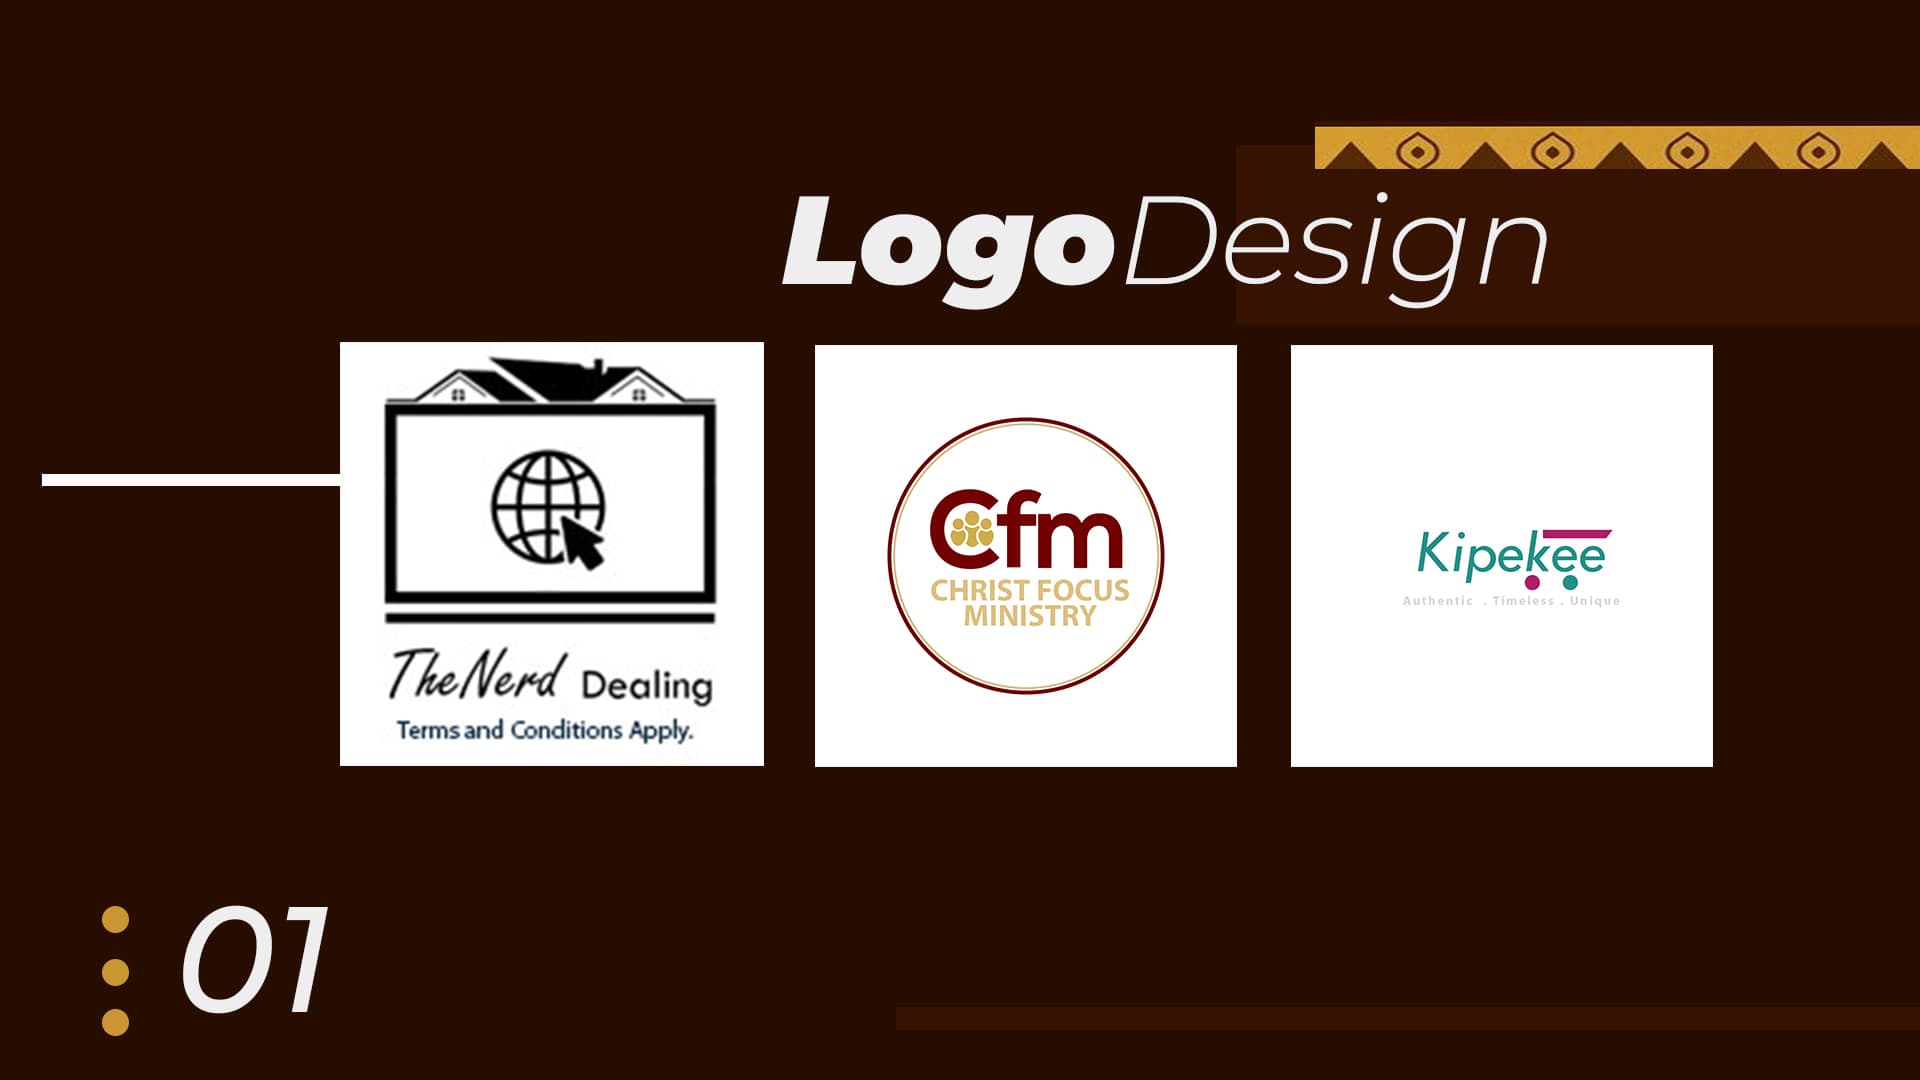 LogoDesign
TheNerd Dealing
Terms and Conditions Apply.
Cfm
CHRIST FOCUS
MINISTRY
Kipekee
Authentic . Timeless . Unique
01